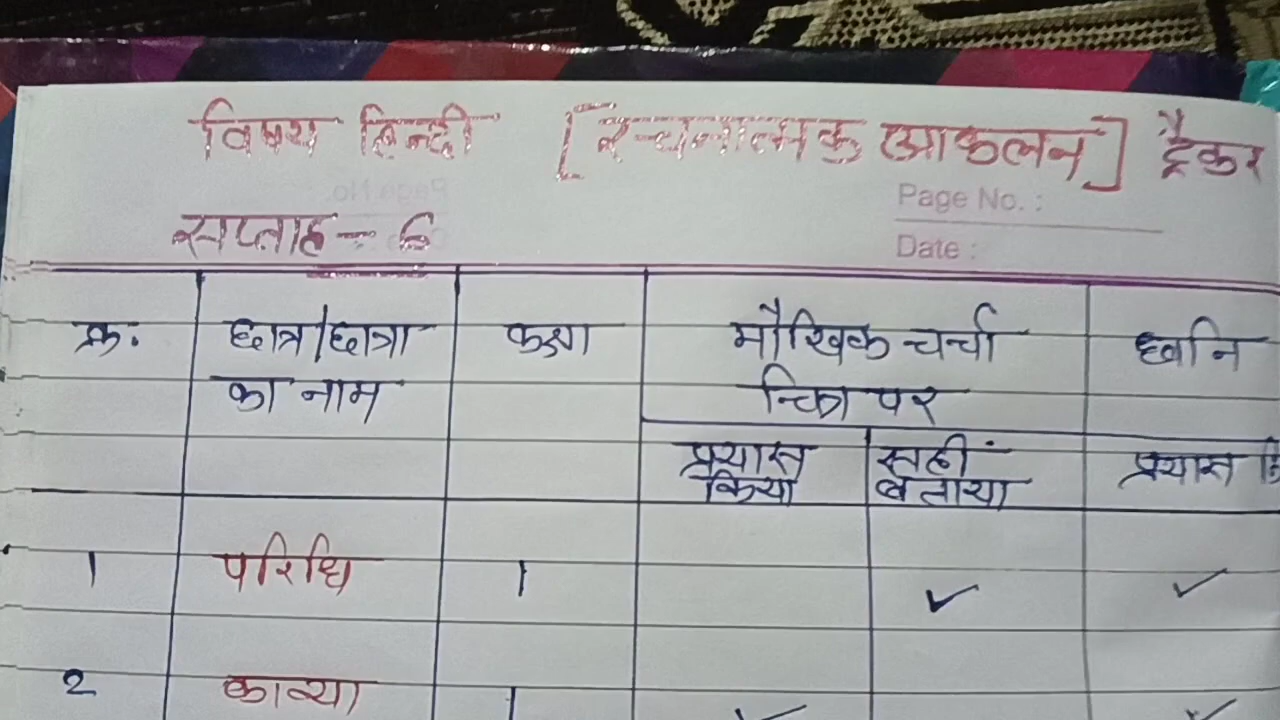 विषय हिन्दी [रचनात्मक आकलन] ट्रैकर
Page No. :
सप्ताह - 6
Date :
क्र. छात्र/छात्रा कक्षा मौखिक चर्चा ध्वनि
का नाम चित्र पर
प्रयास सहीं प्रयास
किया बताया
1 परिधि 1 ✓ ✓
2 काव्या 1 ✓ ✓